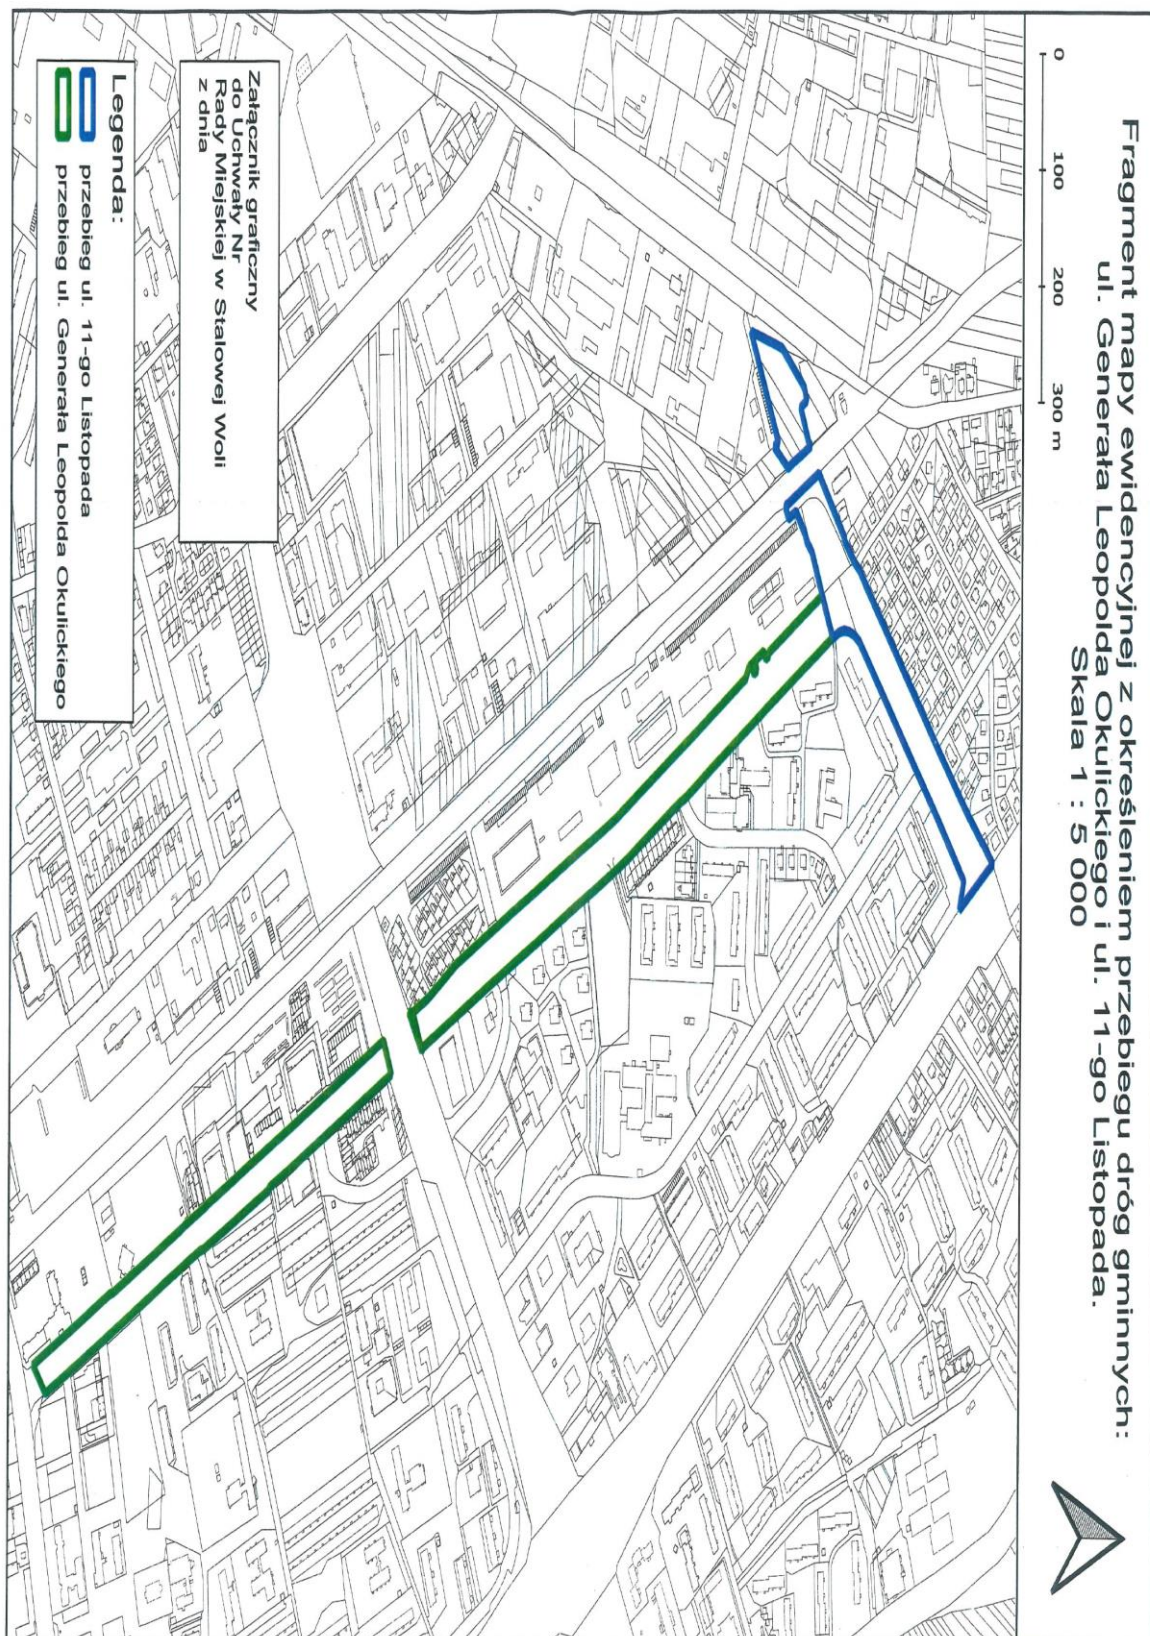 Fragment mapy ewidencyjnej z określeniem przebiegu dróg gminnych:
ul. Generała Leopolda Okulickiego i ul. 11-go Listopada.
Skala 1 : 5 000
0 100 200 300 m
Załącznik graficzny
do Uchwały Nr
Rady Miejskiej w Stalowej Woli
z dnia
Legenda:
przebieg ul. 11-go Listopada
przebieg ul. Generała Leopolda Okulickiego